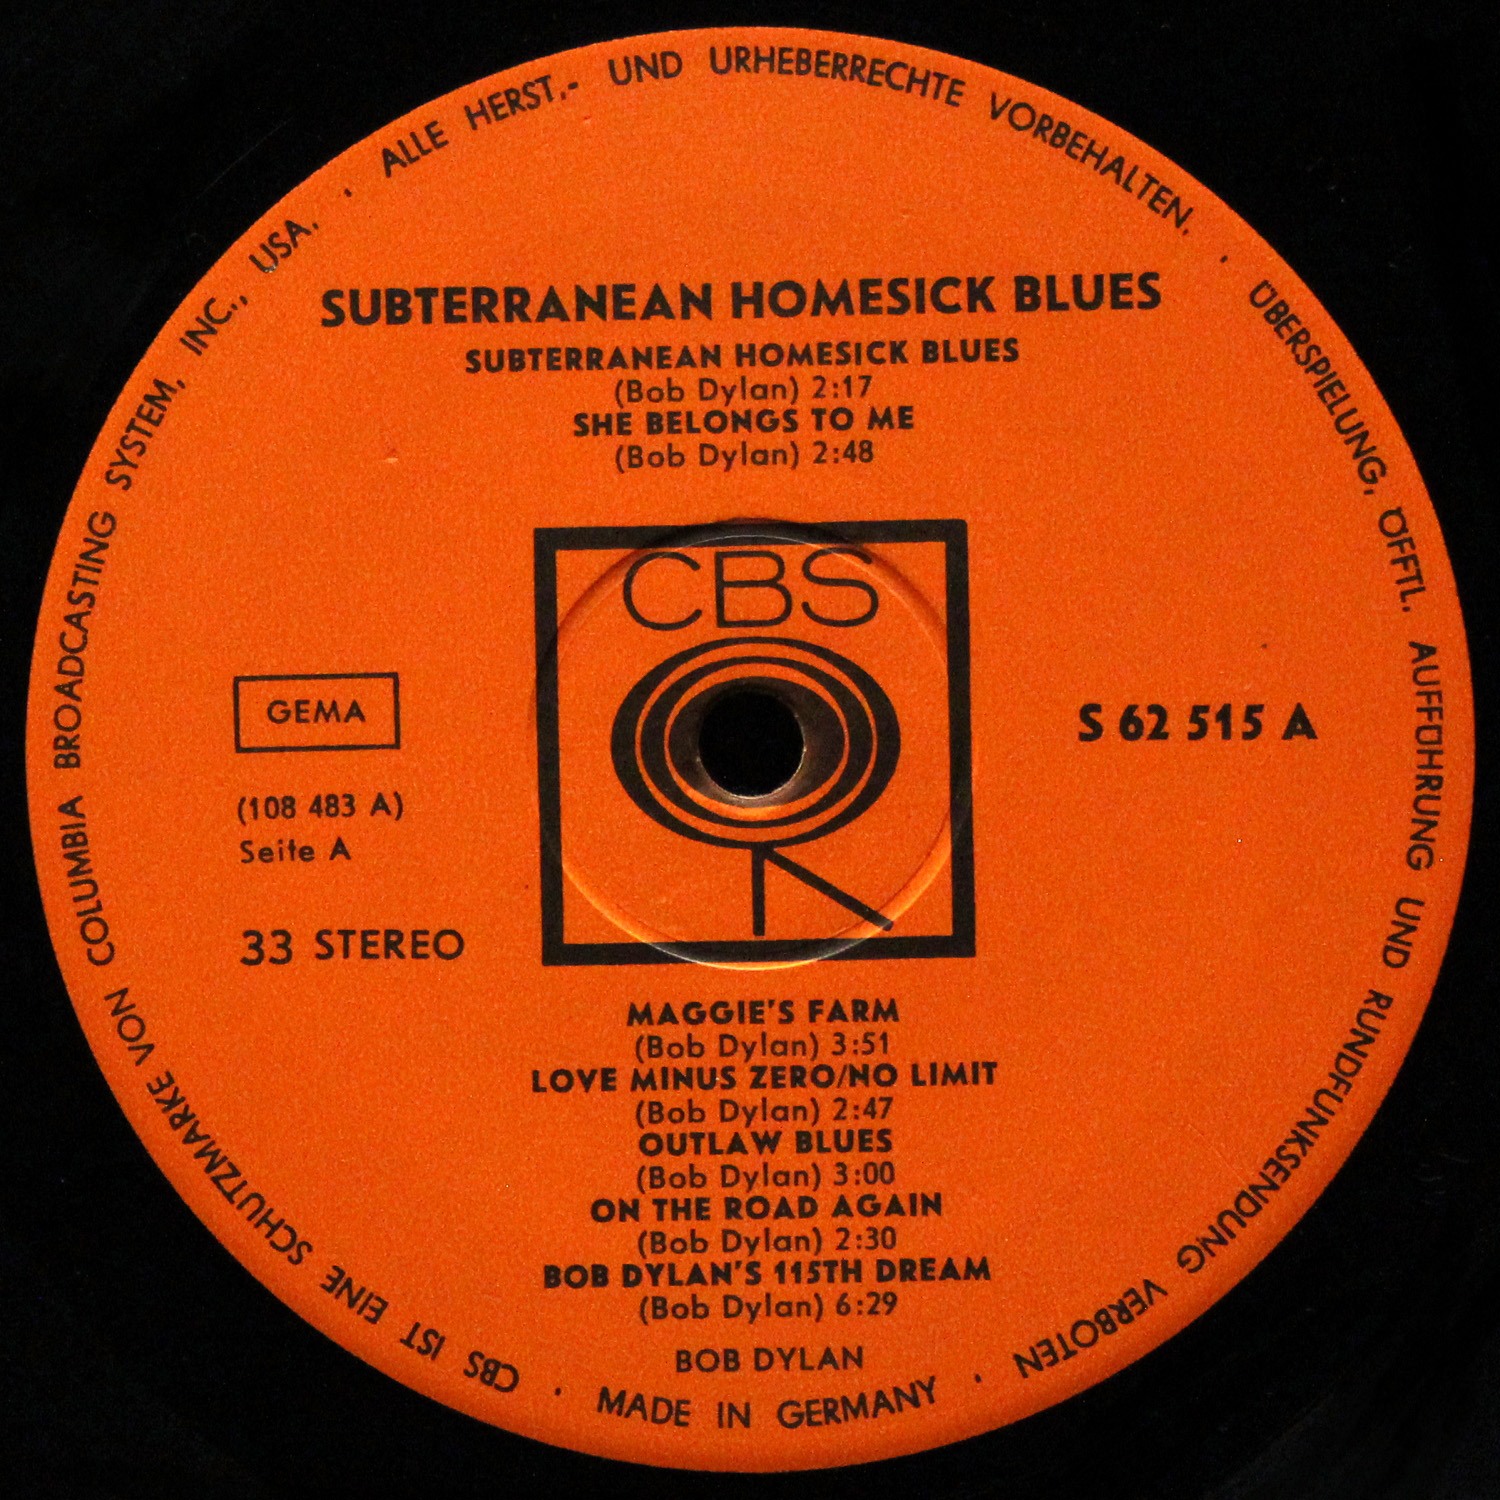 ALLE HERST.- UND URHEBERRECHTE VORBEHALTEN. · ÜBERSPIELUNG, ÖFFTL. AUFFÜHRUNG UND RUNDFUNKSENDUNG VERBOTEN · MADE IN GERMANY · CBS IST EINE SCHUTZMARKE VON COLUMBIA BROADCASTING SYSTEM, INC., USA. ·
SUBTERRANEAN HOMESICK BLUES
SUBTERRANEAN HOMESICK BLUES
(Bob Dylan) 2:17
SHE BELONGS TO ME
(Bob Dylan) 2:48
CBS
GEMA
S 62 515 A
(108 483 A)
Seite A
33 STEREO
MAGGIE'S FARM
(Bob Dylan) 3:51
LOVE MINUS ZERO/NO LIMIT
(Bob Dylan) 2:47
OUTLAW BLUES
(Bob Dylan) 3:00
ON THE ROAD AGAIN
(Bob Dylan) 2:30
BOB DYLAN'S 115TH DREAM
(Bob Dylan) 6:29
BOB DYLAN